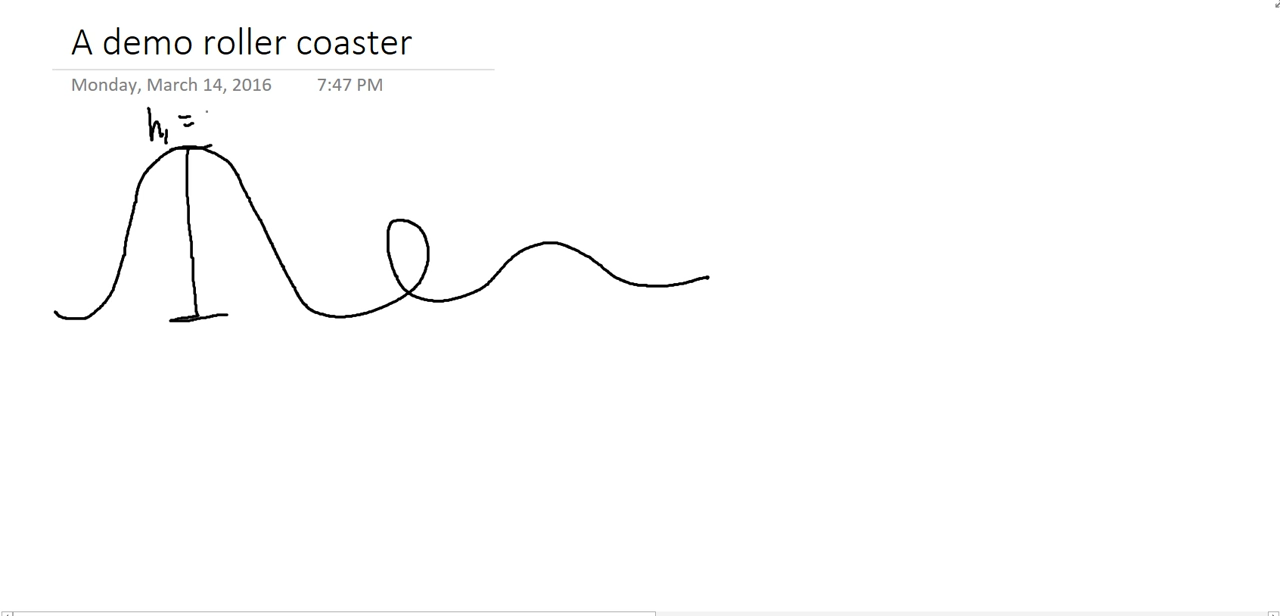 A demo roller coaster
Monday, March 14, 2016 7:47 PM
h₁ =